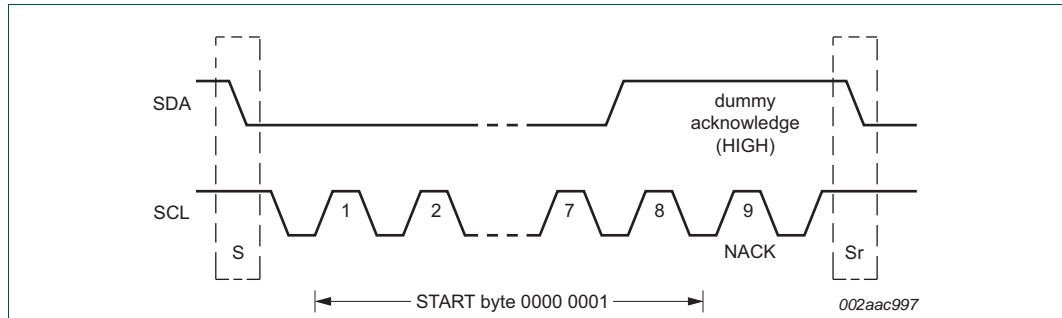 SDA
dummy
acknowledge
(HIGH)
SCL
1
2
7
8
9
S
NACK
Sr
START byte 0000 0001
002aac997